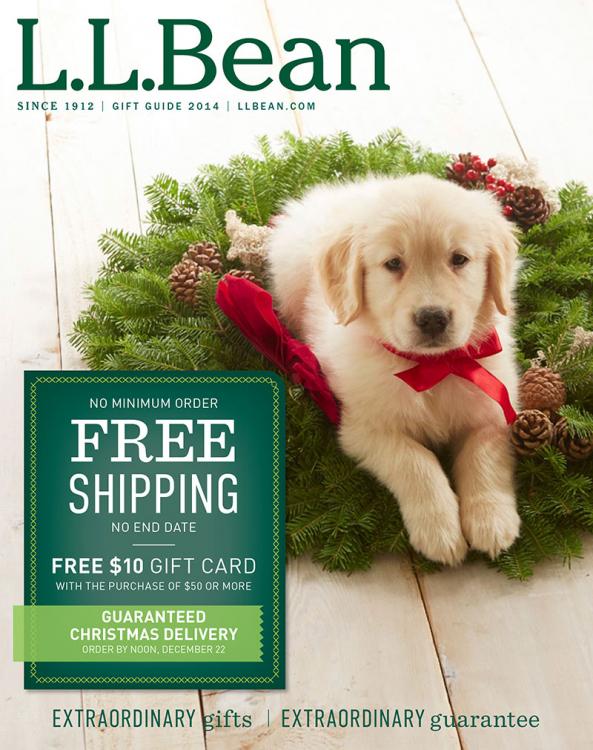 L.L.Bean
SINCE 1912 | GIFT GUIDE 2014 | LLBEAN.COM
NO MINIMUM ORDER
FREE
SHIPPING
NO END DATE
FREE $10 GIFT CARD
WITH THE PURCHASE OF $50 OR MORE
GUARANTEED
CHRISTMAS DELIVERY
ORDER BY NOON, DECEMBER 22
EXTRAORDINARY gifts | EXTRAORDINARY guarantee